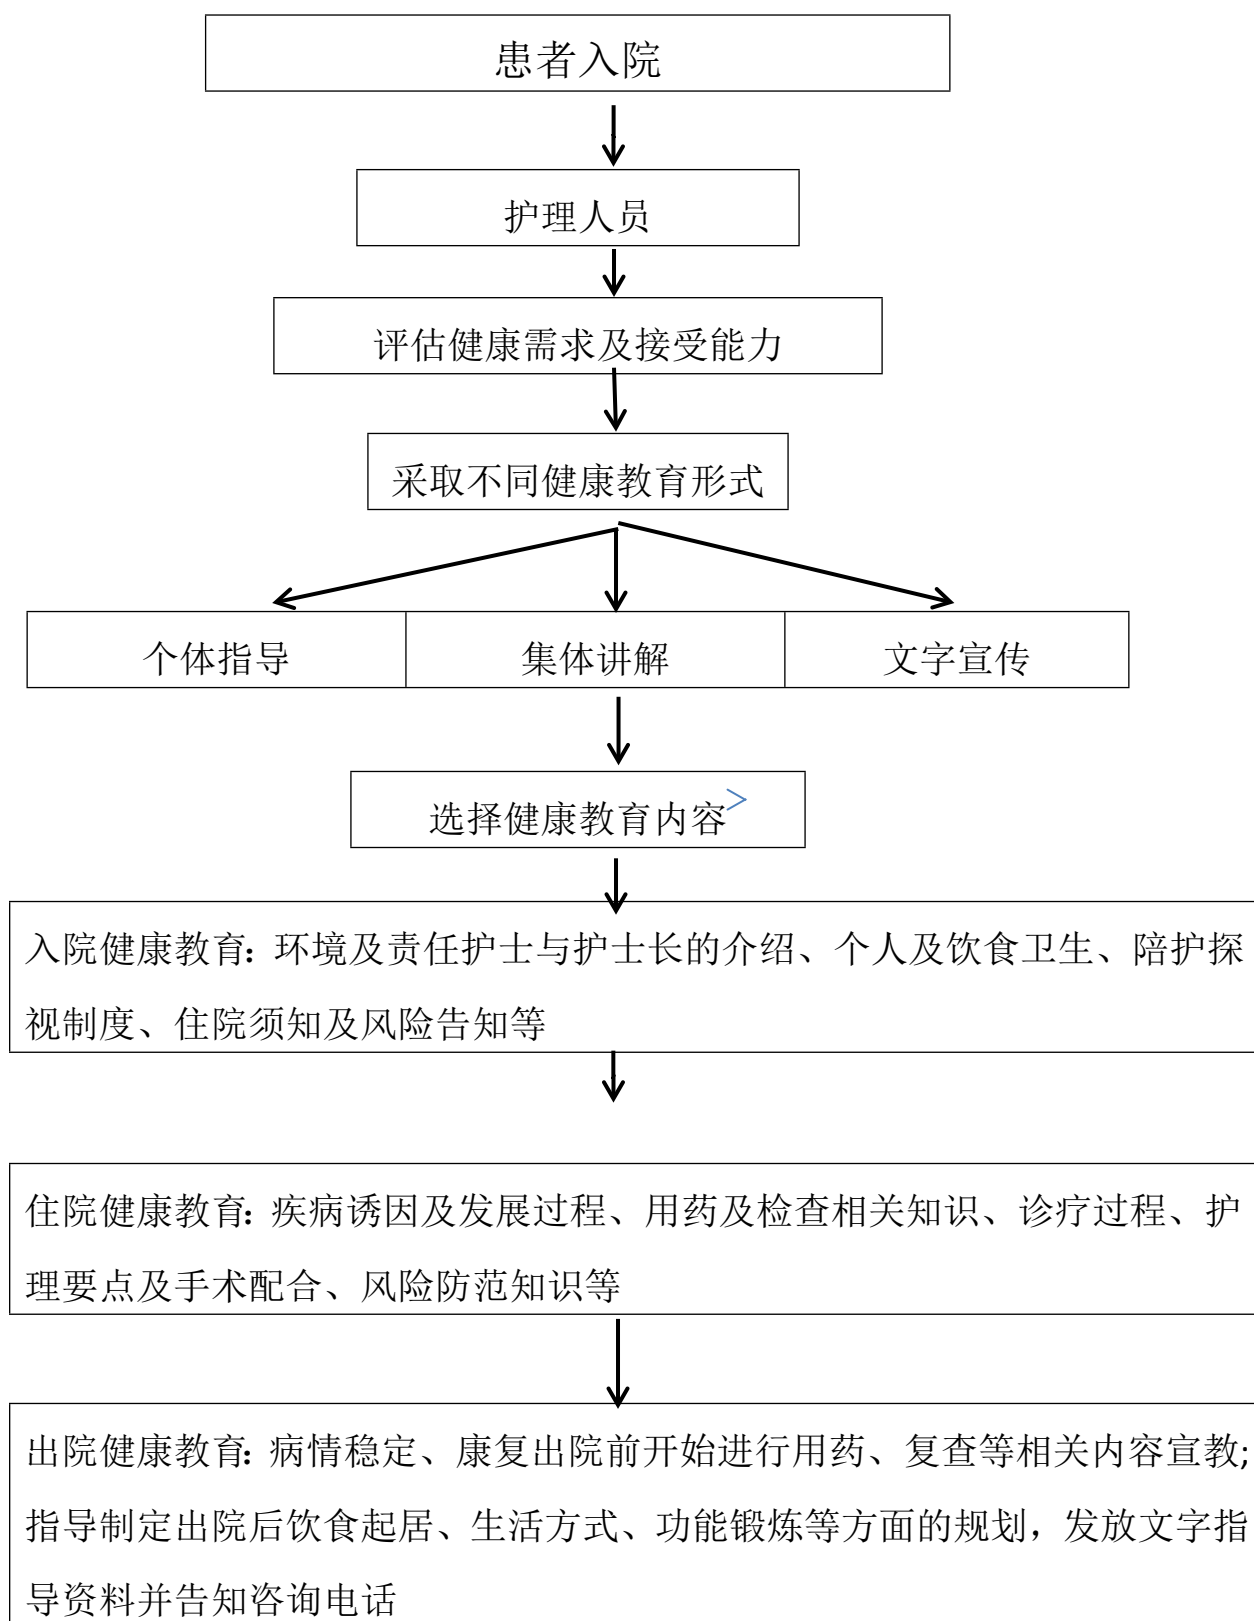 患者入院
护理人员
评估健康需求及接受能力
采取不同健康教育形式
个体指导
集体讲解
文字宣传
选择健康教育内容
入院健康教育：环境及责任护士与护士长的介绍、个人及饮食卫生、陪护探
视制度、住院须知及风险告知等
住院健康教育：疾病诱因及发展过程、用药及检查相关知识、诊疗过程、护
理要点及手术配合、风险防范知识等
出院健康教育：病情稳定、康复出院前开始进行用药、复查等相关内容宣教;
指导制定出院后饮食起居、生活方式、功能锻炼等方面的规划，发放文字指
导资料并告知咨询电话